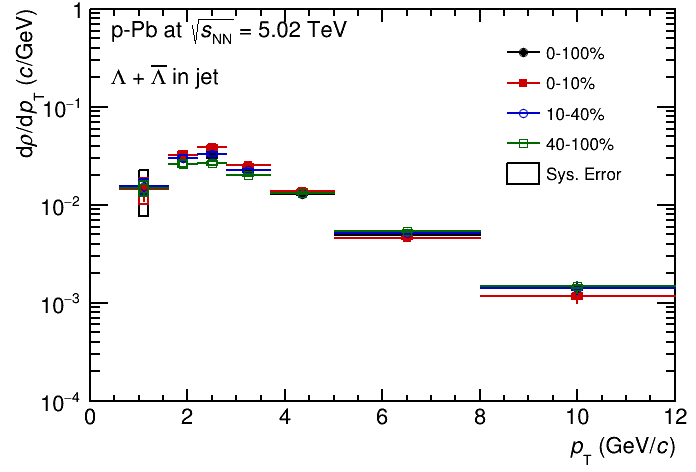 p-Pb at √s_NN = 5.02 TeV
Λ + Λ̅ in jet
0-100%
0-10%
10-40%
40-100%
Sys. Error
dρ/dp_T (c/GeV)
1
10⁻¹
10⁻²
10⁻³
10⁻⁴
0 2 4 6 8 10 12
p_T (GeV/c)